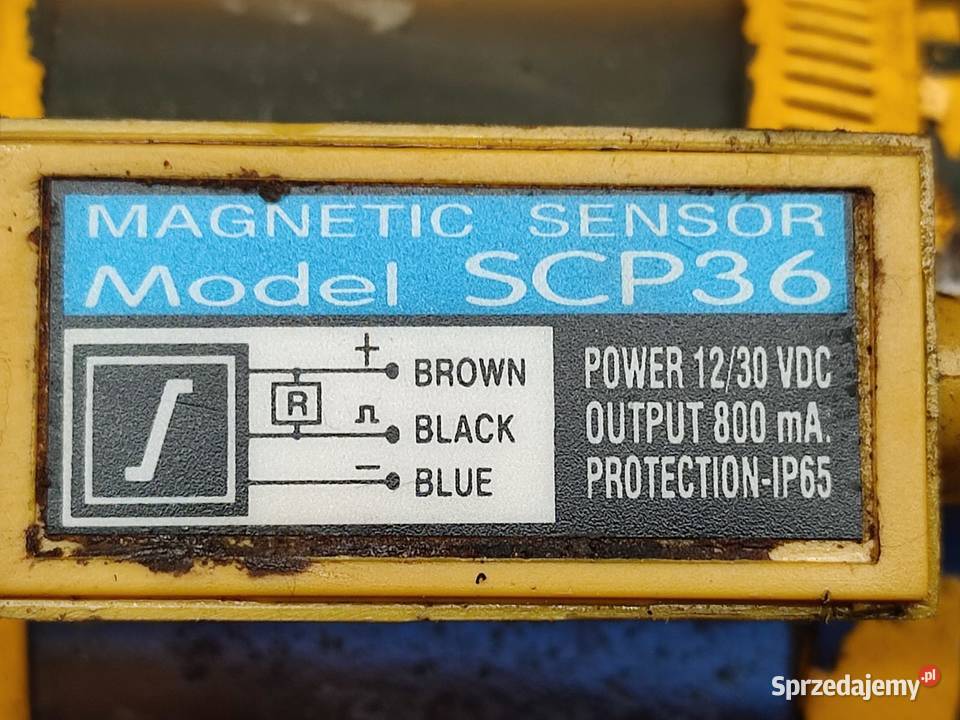 MAGNETIC SENSOR
Model SCP36
+ BROWN
R
BLACK
− BLUE
POWER 12/30 VDC
OUTPUT 800 mA.
PROTECTION-IP65
Sprzedajemy.pl